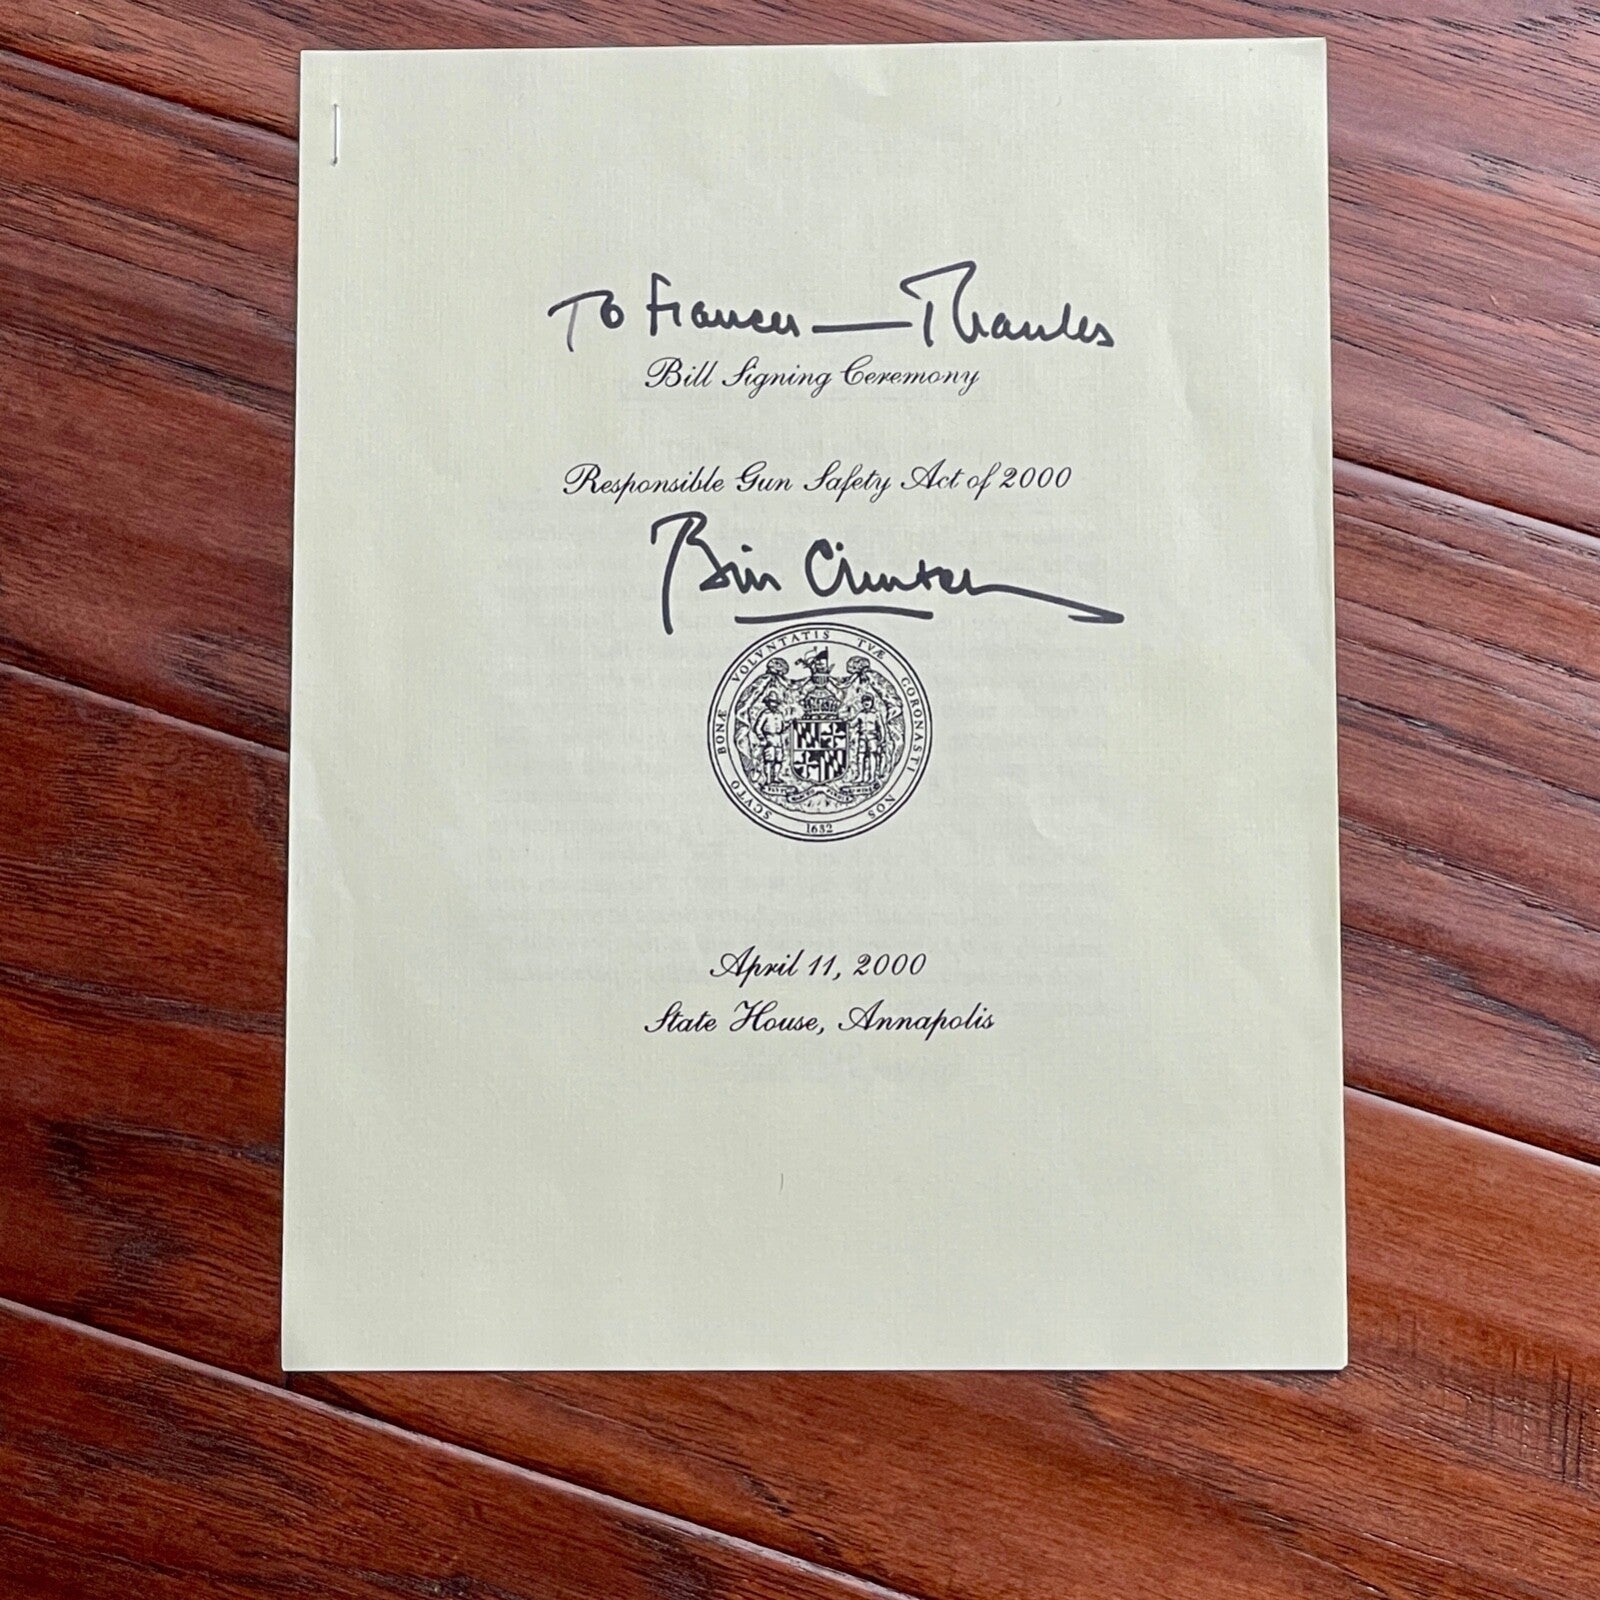 To Frances — Thanks
Bill Signing Ceremony
Responsible Gun Safety Act of 2000
Bill Clinton
SCVTO BONÆ VOLVNTATIS TVÆ CORONASTI NOS
1632
April 11, 2000
State House, Annapolis